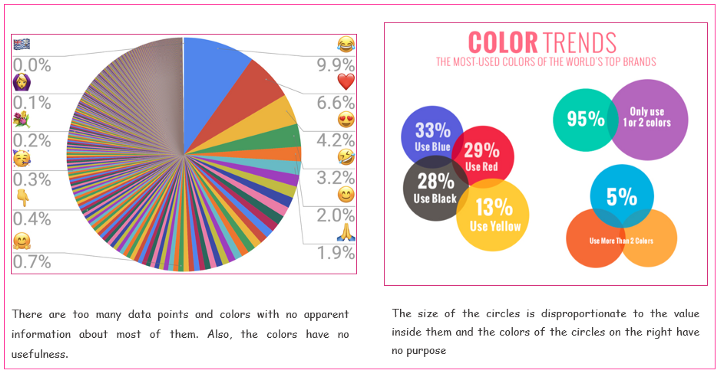 0.0%
0.1%
0.2%
0.3%
0.4%
0.7%
9.9%
6.6%
4.2%
3.2%
2.0%
1.9%
There are too many data points and colors with no apparent
information about most of them. Also, the colors have no
usefulness.
COLOR TRENDS
THE MOST-USED COLORS OF THE WORLD'S TOP BRANDS
33%
Use Blue
29%
Use Red
28%
Use Black
13%
Use Yellow
95%
Only use
1 or 2 colors
5%
Use More Than 2 Colors
The size of the circles is disproportionate to the value
inside them and the colors of the circles on the right have
no purpose